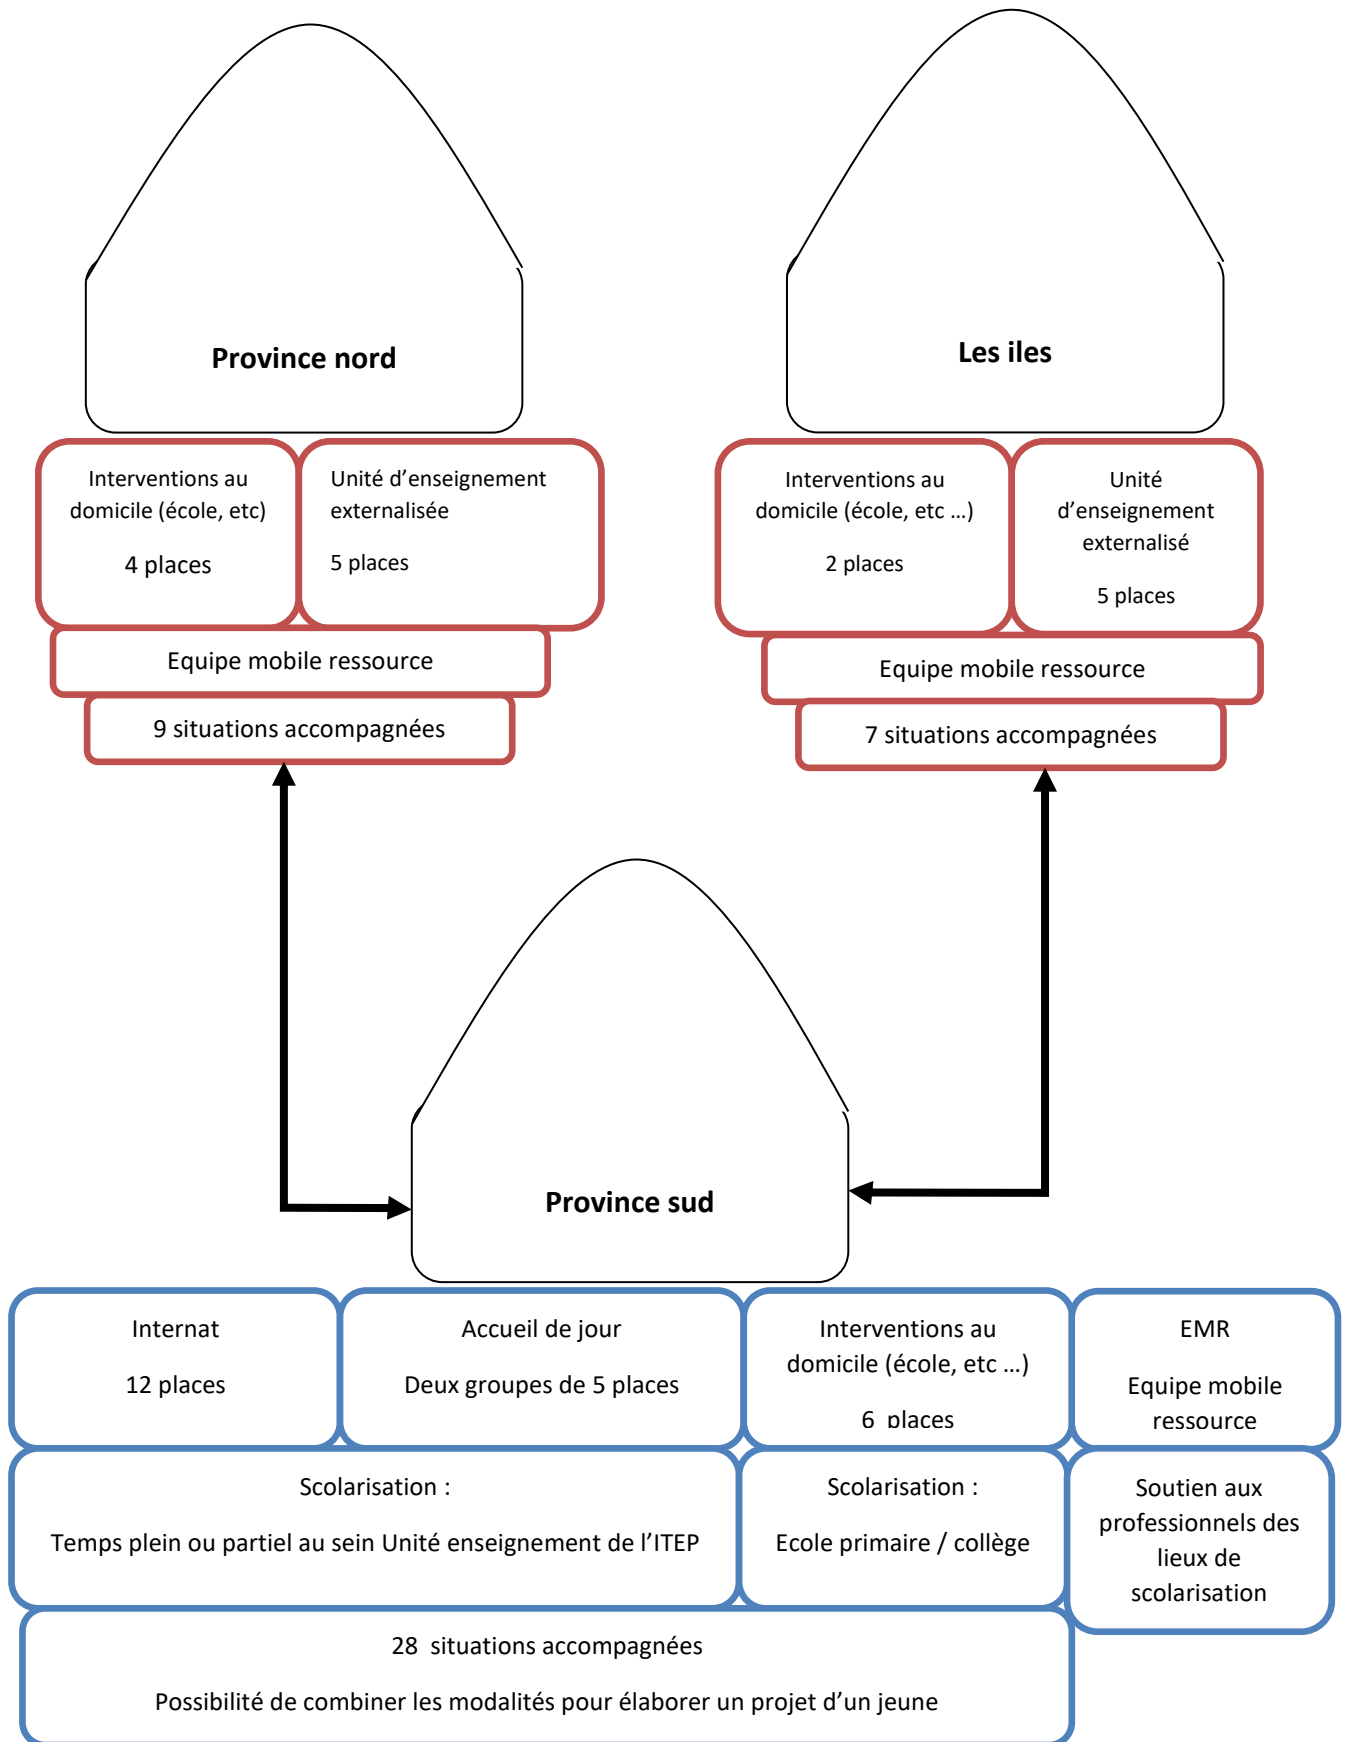 Province nord
Les iles
Interventions au
domicile (école, etc)
4 places
Unité d’enseignement
externalisée
5 places
Interventions au
domicile (école, etc ...)
2 places
Unité
d’enseignement
externalisé
5 places
Equipe mobile ressource
Equipe mobile ressource
9 situations accompagnées
7 situations accompagnées
Province sud
Internat
12 places
Accueil de jour
Deux groupes de 5 places
Interventions au
domicile (école, etc ...)
6  places
EMR
Equipe mobile
ressource
Scolarisation :
Temps plein ou partiel au sein Unité enseignement de l’ITEP
Scolarisation :
Ecole primaire / collège
Soutien aux
professionnels des
lieux de
scolarisation
28  situations accompagnées
Possibilité de combiner les modalités pour élaborer un projet d’un jeune